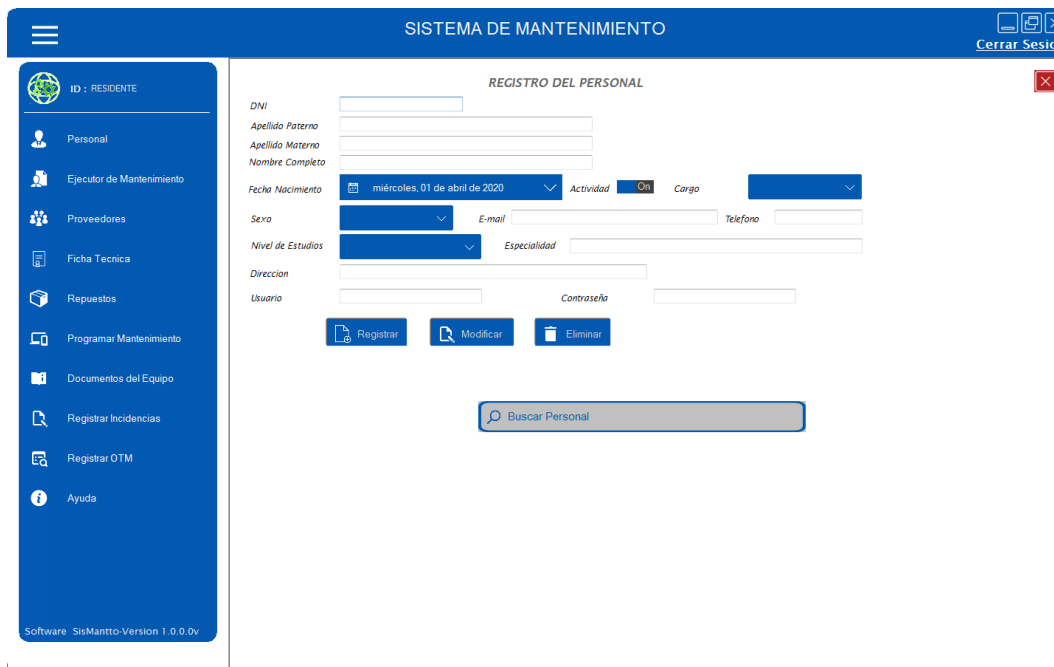 SISTEMA DE MANTENIMIENTO
Cerrar
ID : RESIDENTE
Personal
Ejecutor de Mantenimiento
Proveedores
Ficha Tecnica
Repuestos
Programar Mantenimiento
Documentos del Equipo
Registrar Incidencias
Registrar OTM
Ayuda
Software SisMantto-Version 1.0.0.0v
REGISTRO DEL PERSONAL
DNI
Apellido Paterno
Apellido Materno
Nombre Completo
Fecha Nacimiento miércoles, 01 de abril de 2020 Actividad On Cargo
Sexo E-mail Telefono
Nivel de Estudios Especialidad
Direccion
Usuario Contraseña
Registrar Modificar Eliminar
Buscar Personal